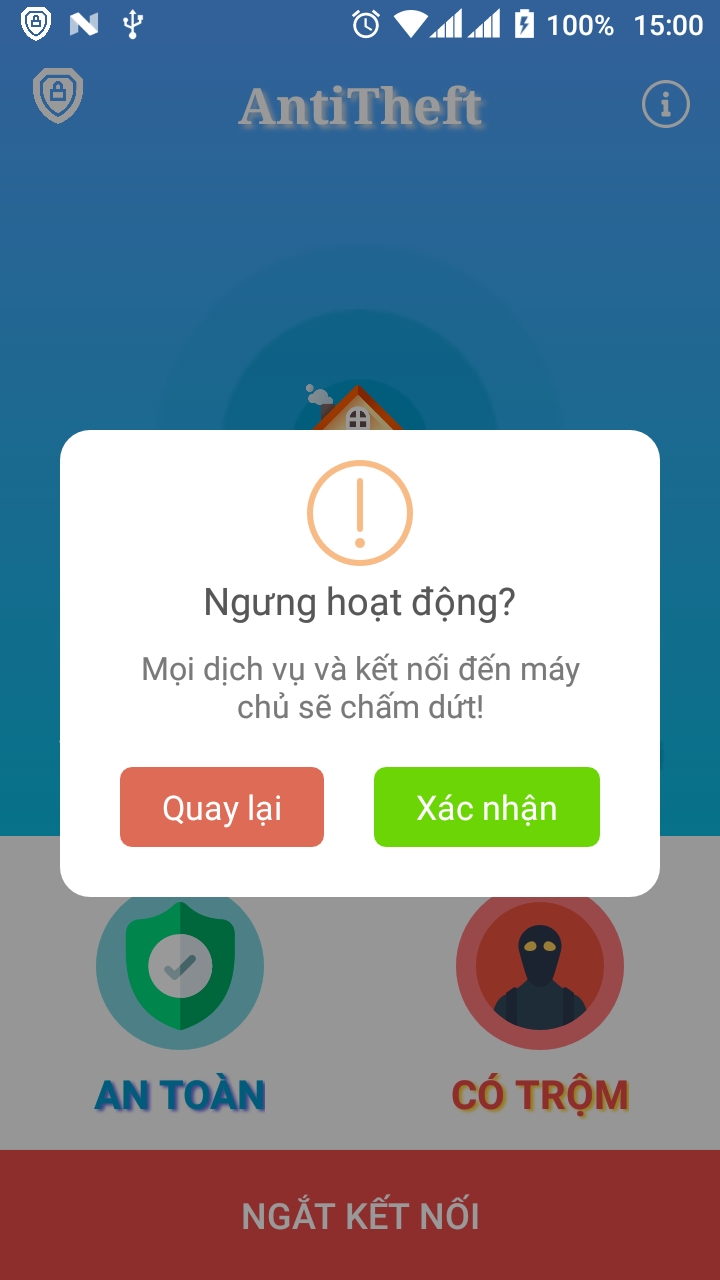 100% 15:00
AntiTheft
Ngưng hoạt động?
Mọi dịch vụ và kết nối đến máy
chủ sẽ chấm dứt!
Quay lại Xác nhận
AN TOÀN CÓ TRỘM
NGẮT KẾT NỐI